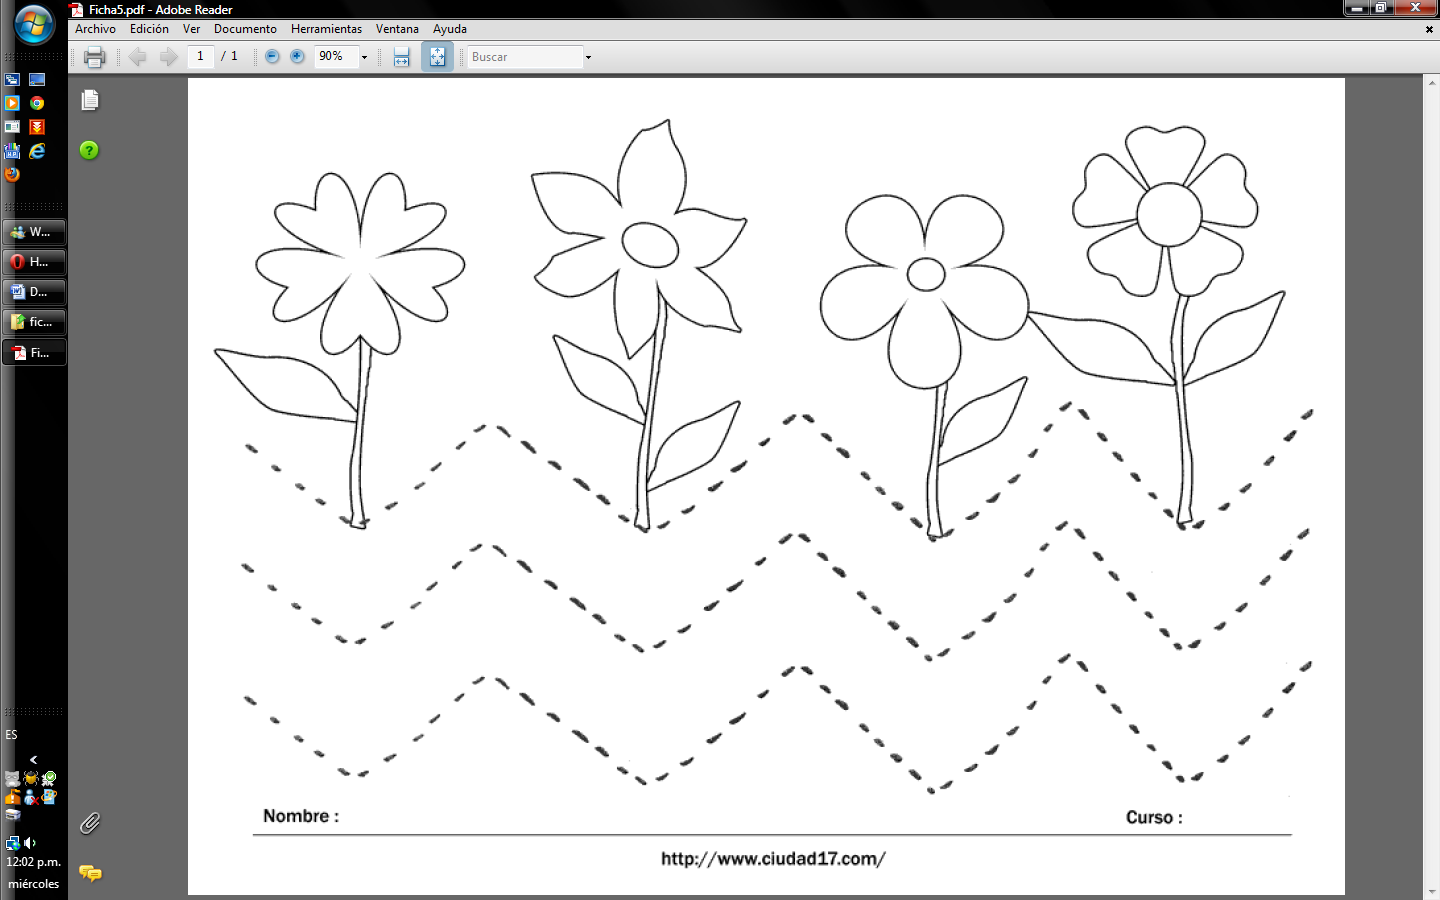 Ficha5.pdf - Adobe Reader
Archivo Edición Ver Documento Herramientas Ventana Ayuda
1 / 1 90% Buscar
W...
H...
D...
fic...
Fi...
ES
12:02 p.m.
miércoles
Nombre : Curso :
http://www.ciudad17.com/